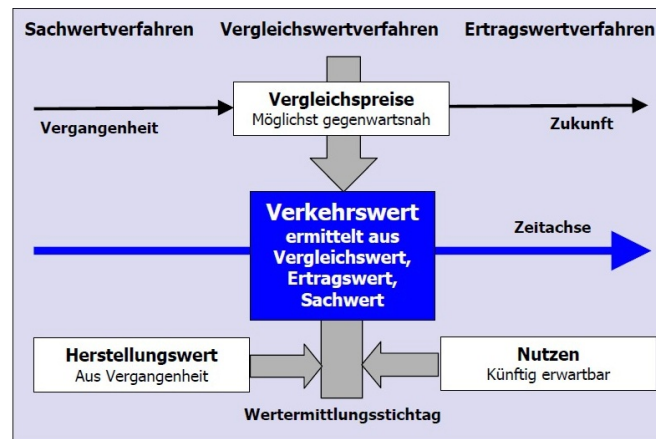 Sachwertverfahren Vergleichswertverfahren Ertragswertverfahren
Vergleichspreise
Möglichst gegenwartsnah
Vergangenheit
Zukunft
Verkehrswert
ermittelt aus
Vergleichswert,
Ertragswert,
Sachwert
Zeitachse
Herstellungswert
Aus Vergangenheit
Nutzen
Künftig erwartbar
Wertermittlungsstichtag